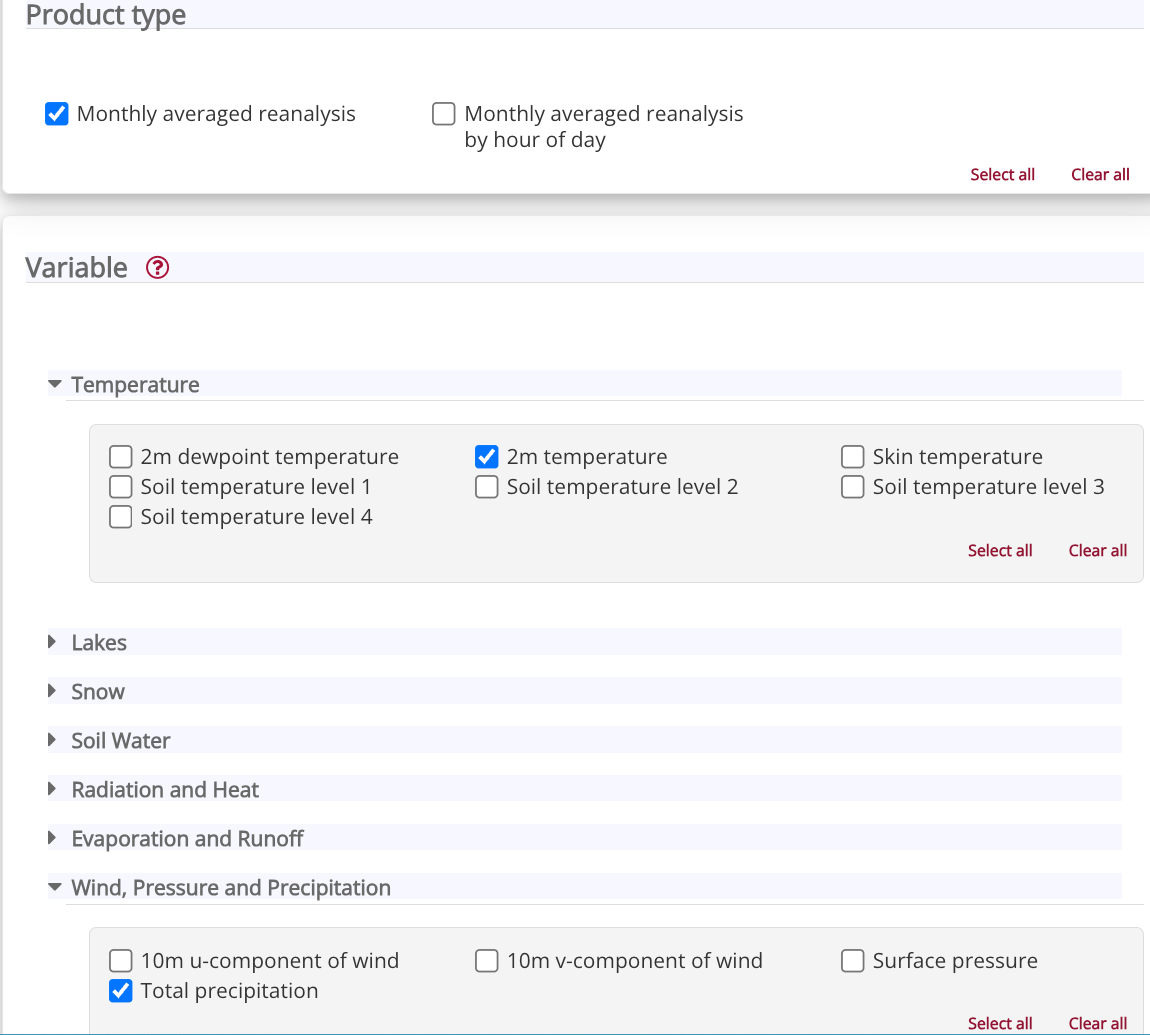 Product type
Monthly averaged reanalysis
Monthly averaged reanalysis
by hour of day
Select all Clear all
Variable ?
Temperature
2m dewpoint temperature 2m temperature Skin temperature
Soil temperature level 1 Soil temperature level 2 Soil temperature level 3
Soil temperature level 4
Select all Clear all
Lakes
Snow
Soil Water
Radiation and Heat
Evaporation and Runoff
Wind, Pressure and Precipitation
10m u-component of wind 10m v-component of wind Surface pressure
Total precipitation
Select all Clear all